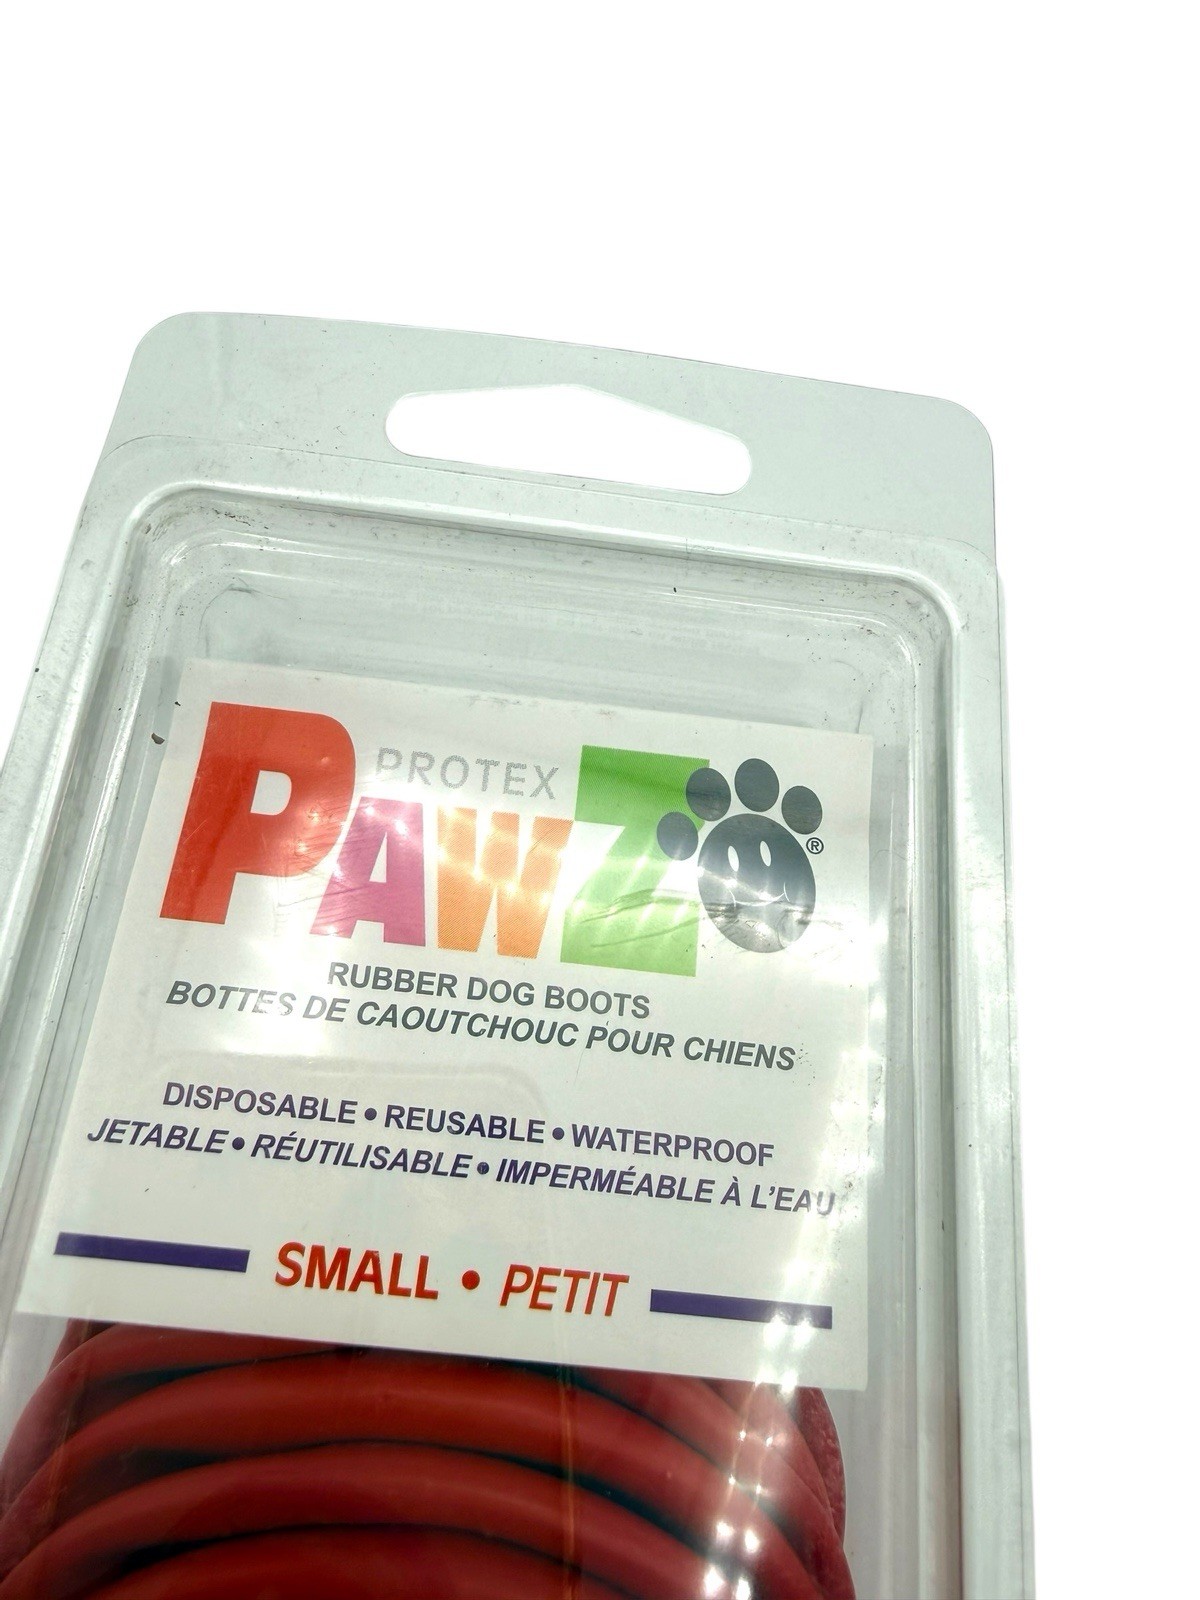 PROTEX
PAWZ®
RUBBER DOG BOOTS
BOTTES DE CAOUTCHOUC POUR CHIENS
DISPOSABLE • REUSABLE • WATERPROOF
JETABLE • RÉUTILISABLE • IMPERMÉABLE À L'EAU
SMALL • PETIT